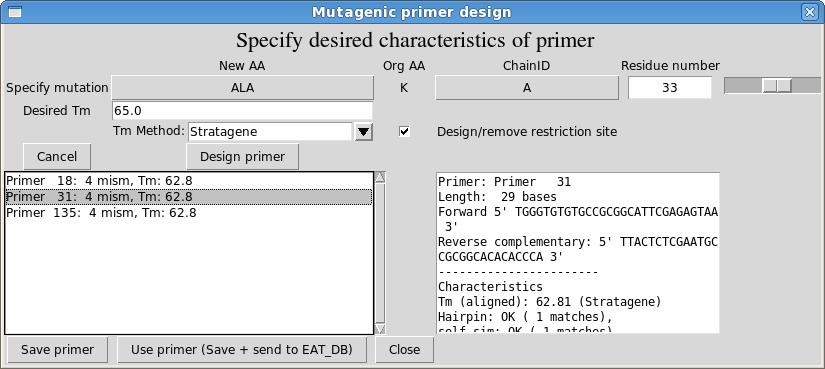 Mutagenic primer design
Specify desired characteristics of primer
New AA Org AA ChainID Residue number
Specify mutation ALA K A 33
Desired Tm 65.0
Tm Method: Stratagene Design/remove restriction site
Cancel Design primer
Primer 18: 4 mism, Tm: 62.8
Primer 31: 4 mism, Tm: 62.8
Primer 135: 4 mism, Tm: 62.8
Primer: Primer 31
Length: 29 bases
Forward 5' TGGGTGTGTGCCGCGGCATTCGAGAGTAA
3'
Reverse complementary: 5' TTACTCTCGAATGC
CGCGGCACACACCCA 3'
-----------------------
Characteristics
Tm (aligned): 62.81 (Stratagene)
Hairpin: OK ( 1 matches),
self-sim: OK ( 1 matches)
Save primer Use primer (Save + send to EAT_DB) Close